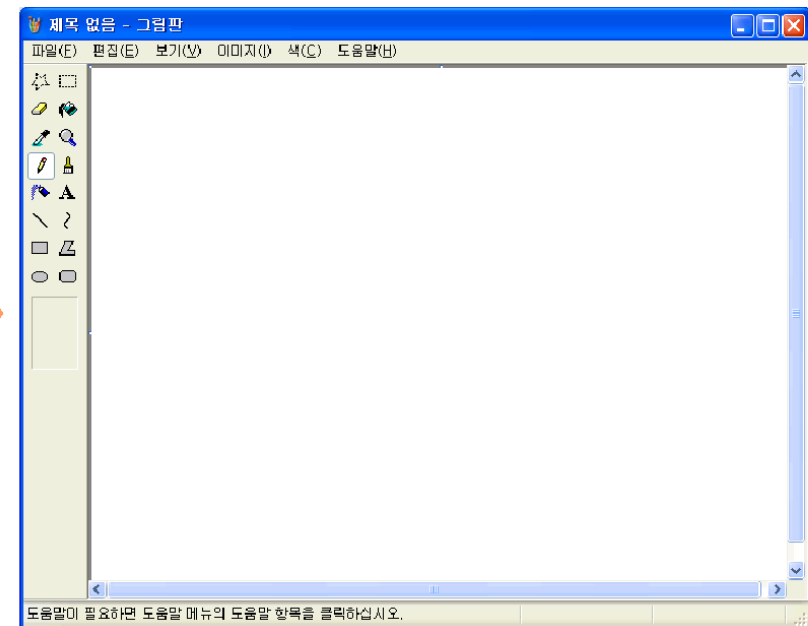 제목 없음 - 그림판
파일(F) 편집(E) 보기(V) 이미지(I) 색(C) 도움말(H)
A
도움말이 필요하면 도움말 메뉴의 도움말 항목을 클릭하십시오.